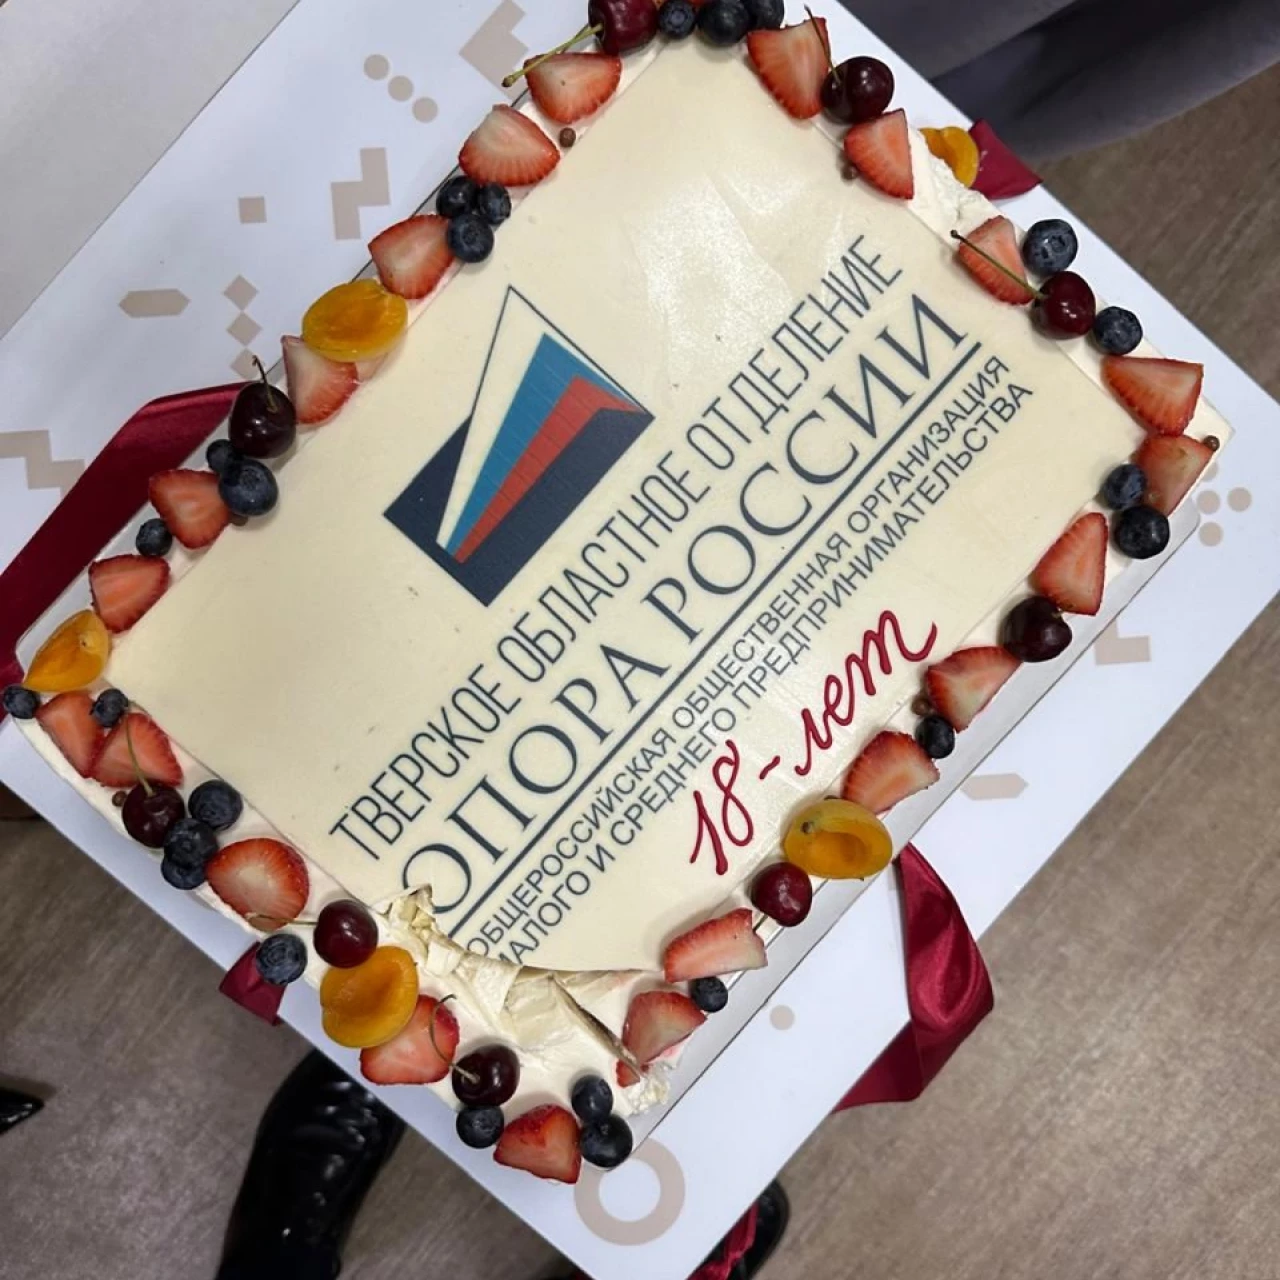 ТВЕРСКОЕ ОБЛАСТНОЕ ОТДЕЛЕНИЕ
ОПОРА РОССИИ
ОБЩЕРОССИЙСКАЯ ОБЩЕСТВЕННАЯ ОРГАНИЗАЦИЯ
МАЛОГО И СРЕДНЕГО ПРЕДПРИНИМАТЕЛЬСТВА
18-лет